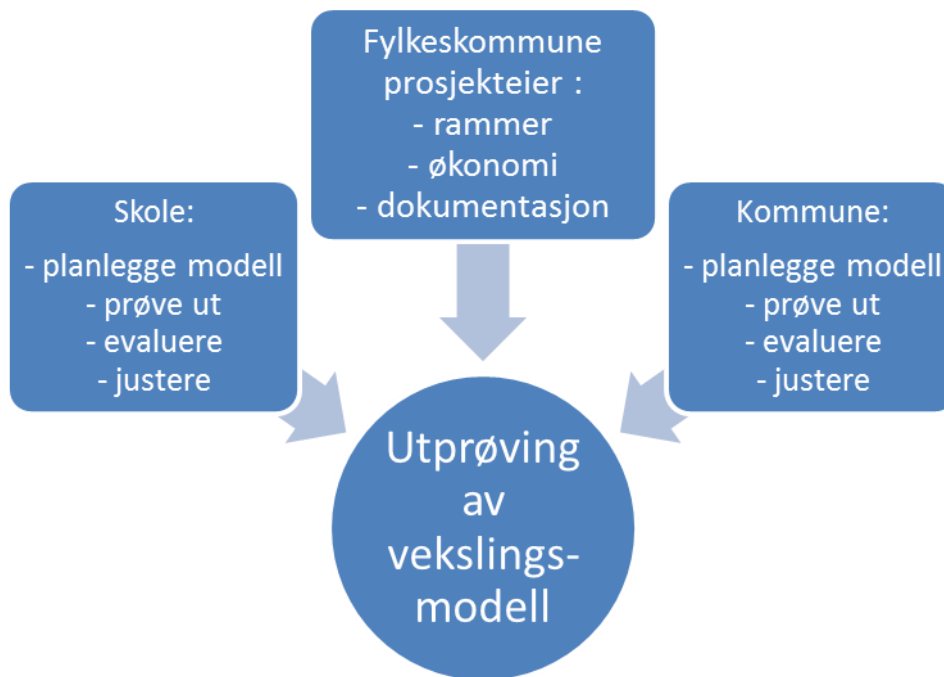 Fylkeskommune
prosjekteier :
- rammer
- økonomi
- dokumentasjon
Skole:
- planlegge modell
- prøve ut
- evaluere
- justere
Kommune:
- planlegge modell
- prøve ut
- evaluere
- justere
Utprøving
av
vekslings-
modell